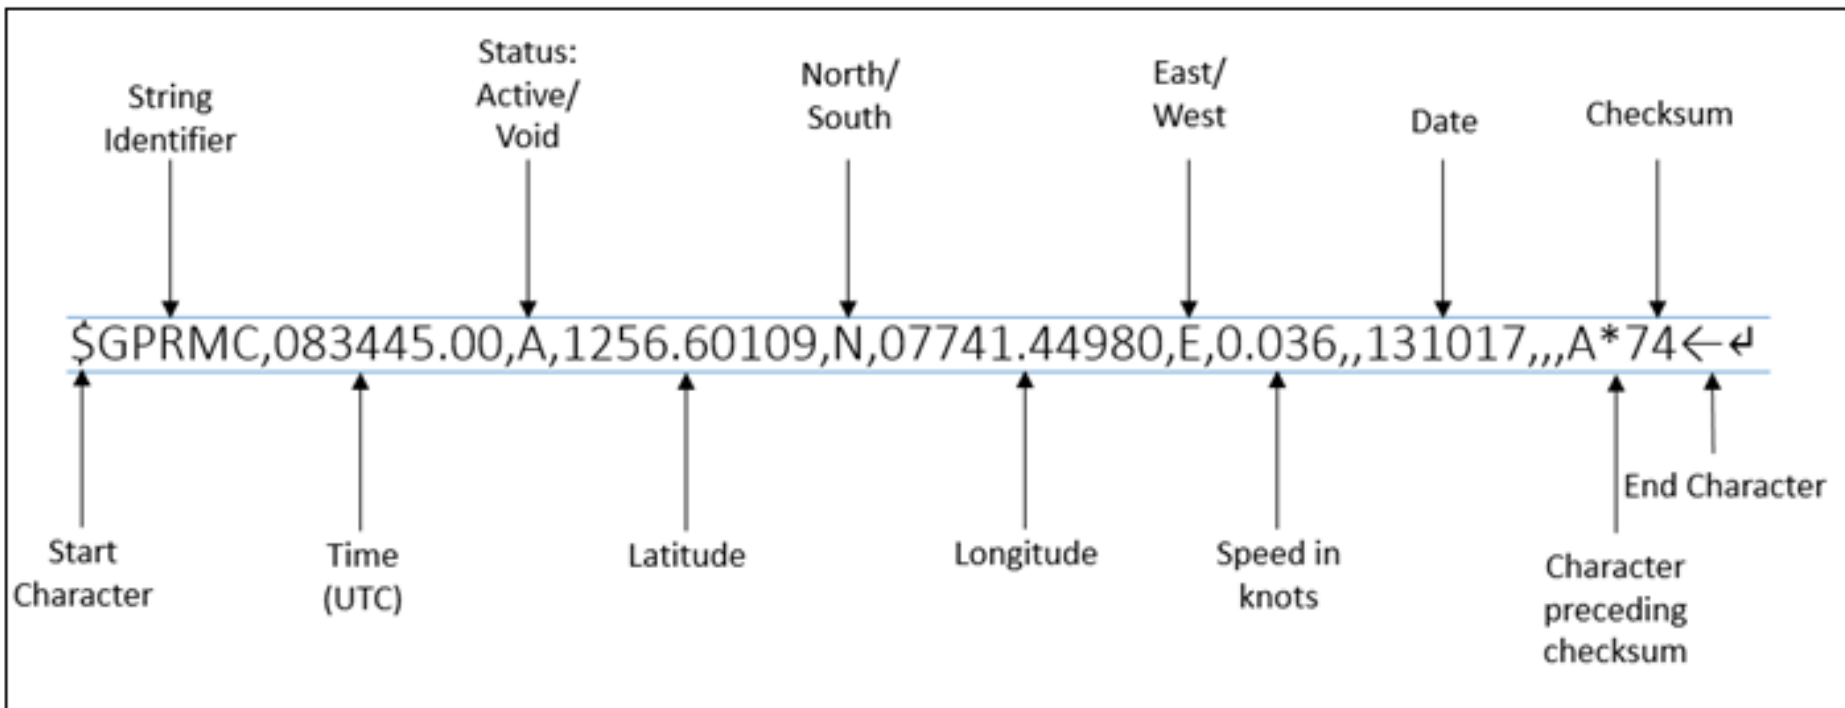 String
Identifier
Status:
Active/
Void
North/
South
East/
West
Date
Checksum
$GPRMC,083445.00,A,1256.60109,N,07741.44980,E,0.036,,131017,,,A*74←↲
Start
Character
Time
(UTC)
Latitude
Longitude
Speed in
knots
Character
preceding
checksum
End Character